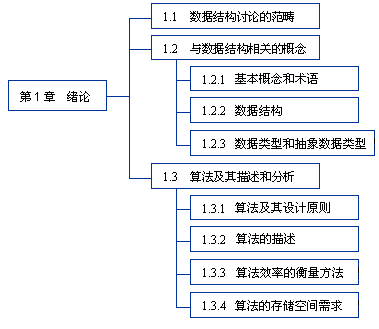 第1章 绪论
1.1 数据结构讨论的范畴
1.2 与数据结构相关的概念
1.2.1 基本概念和术语
1.2.2 数据结构
1.2.3 数据类型和抽象数据类型
1.3 算法及其描述和分析
1.3.1 算法及其设计原则
1.3.2 算法的描述
1.3.3 算法效率的衡量方法
1.3.4 算法的存储空间需求